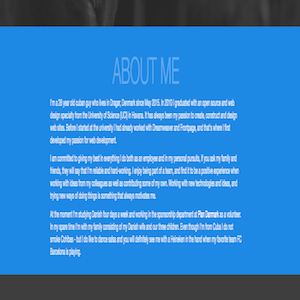 ABOUT ME
I'm a 39 year old cuban guy who lives in Dragør, Denmark since May 2015. In 2010 I graduated with an open source and web
design specialty from the University of Science (UCI) in Havana. It has always been my passion to create, construct and design
web sites. Before I started at the university I had already worked with Dreamweaver and Frontpage, and that's where I first
developed my passion for web development.
I am committed to giving my best in everything I do both as an employee and in my personal pursuits, if you ask my family and
friends, they will say that I'm reliable and hard-working. I enjoy being part of a team, and find it to be a positive experience when
working with ideas from my colleagues as well as contributing some of my own. Working with new technologies and ideas, and
trying new ways of doing things is something that always motivates me.
At the moment I'm studying Danish four days a week and working in the sponsorship department at Plan Danmark as a volunteer.
In my spare time I'm with my family consisting of my Danish wife and our three children. Even though I'm from Cuba I do not
smoke Cohibas - but I do like to dance salsa and you will definitely see me with a Heineken in the hand when my favorite team FC
Barcelona is playing.